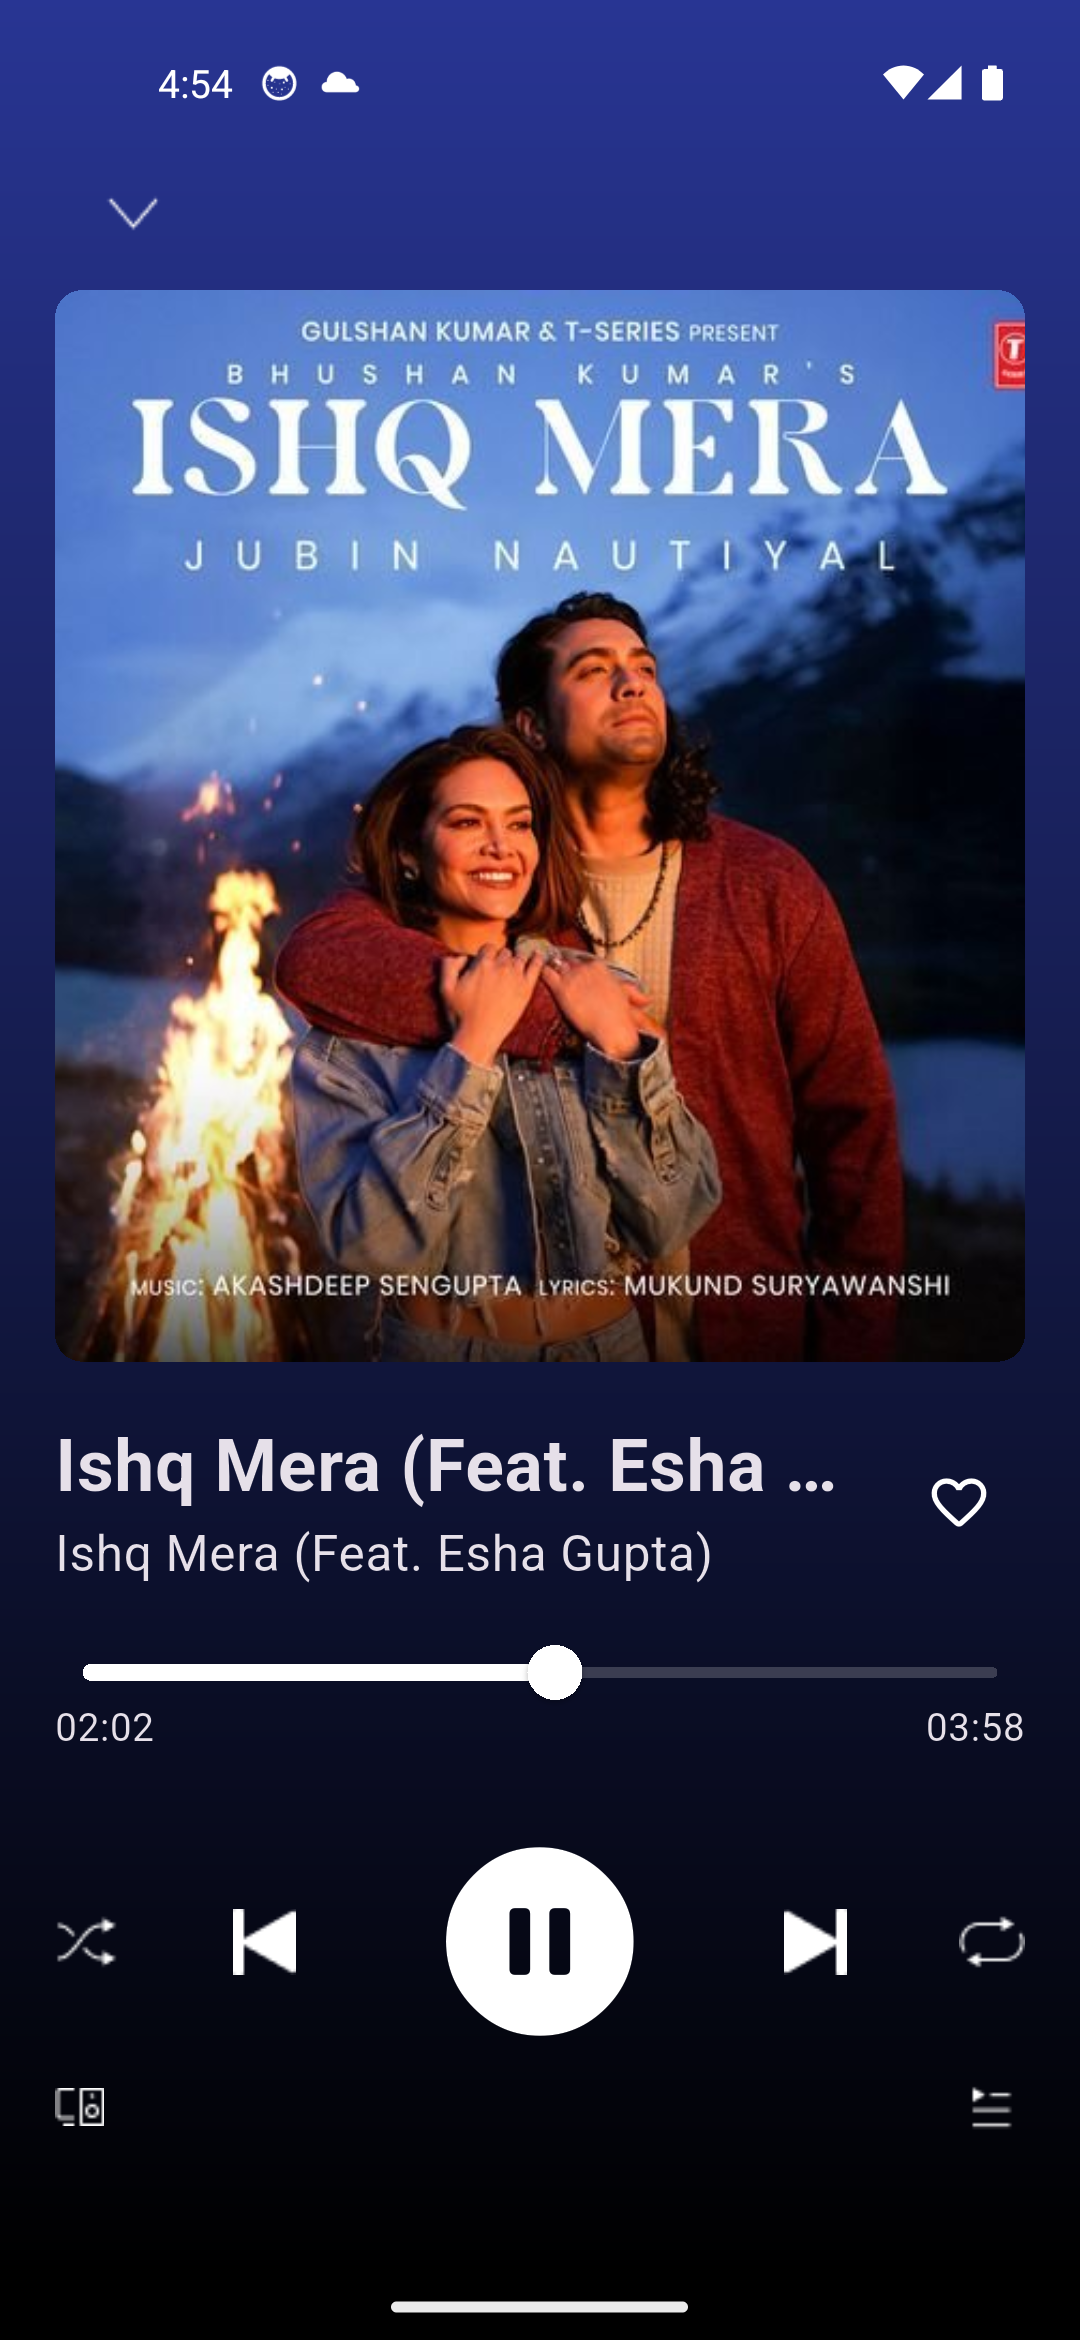 4:54
GULSHAN KUMAR & T-SERIES PRESENT
BHUSHAN KUMAR'S
ISHQ MERA
JUBIN NAUTIYAL
MUSIC: AKASHDEEP SENGUPTA LYRICS: MUKUND SURYAWANSHI
Ishq Mera (Feat. Esha ...
Ishq Mera (Feat. Esha Gupta)
02:02 03:58